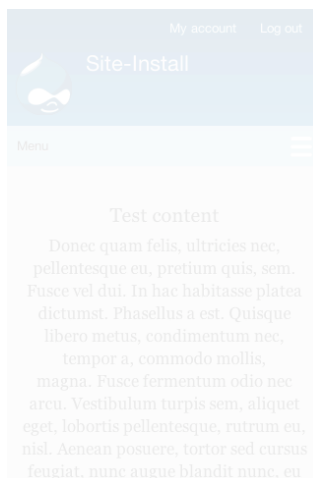 My account Log out
Site-Install
Menu
Test content
Donec quam felis, ultricies nec,
pellentesque eu, pretium quis, sem.
Fusce vel dui. In hac habitasse platea
dictumst. Phasellus a est. Quisque
libero metus, condimentum nec,
tempor a, commodo mollis,
magna. Fusce fermentum odio nec
arcu. Vestibulum turpis sem, aliquet
eget, lobortis pellentesque, rutrum eu,
nisl. Aenean posuere, tortor sed cursus
feugiat, nunc augue blandit nunc, eu